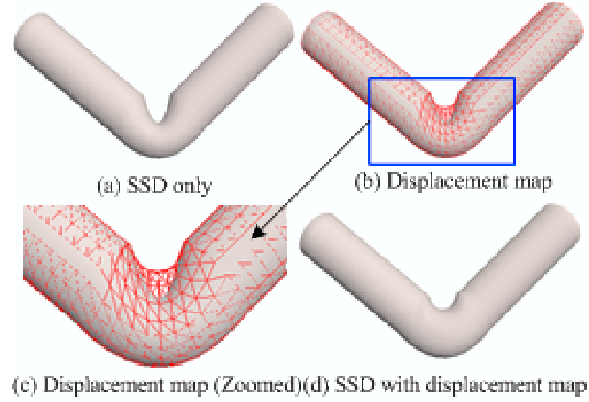 (a) SSD only
(b) Displacement map
(c) Displacement map (Zoomed)
(d) SSD with displacement map